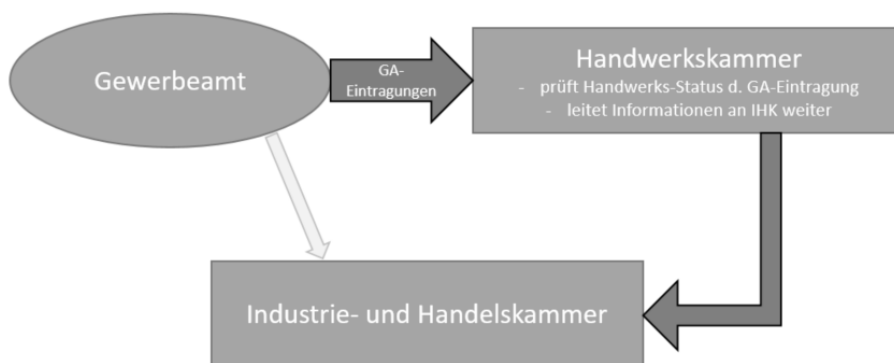 Gewerbeamt
GA-
Eintragungen
Handwerkskammer
- prüft Handwerks-Status d. GA-Eintragung
- leitet Informationen an IHK weiter
Industrie- und Handelskammer